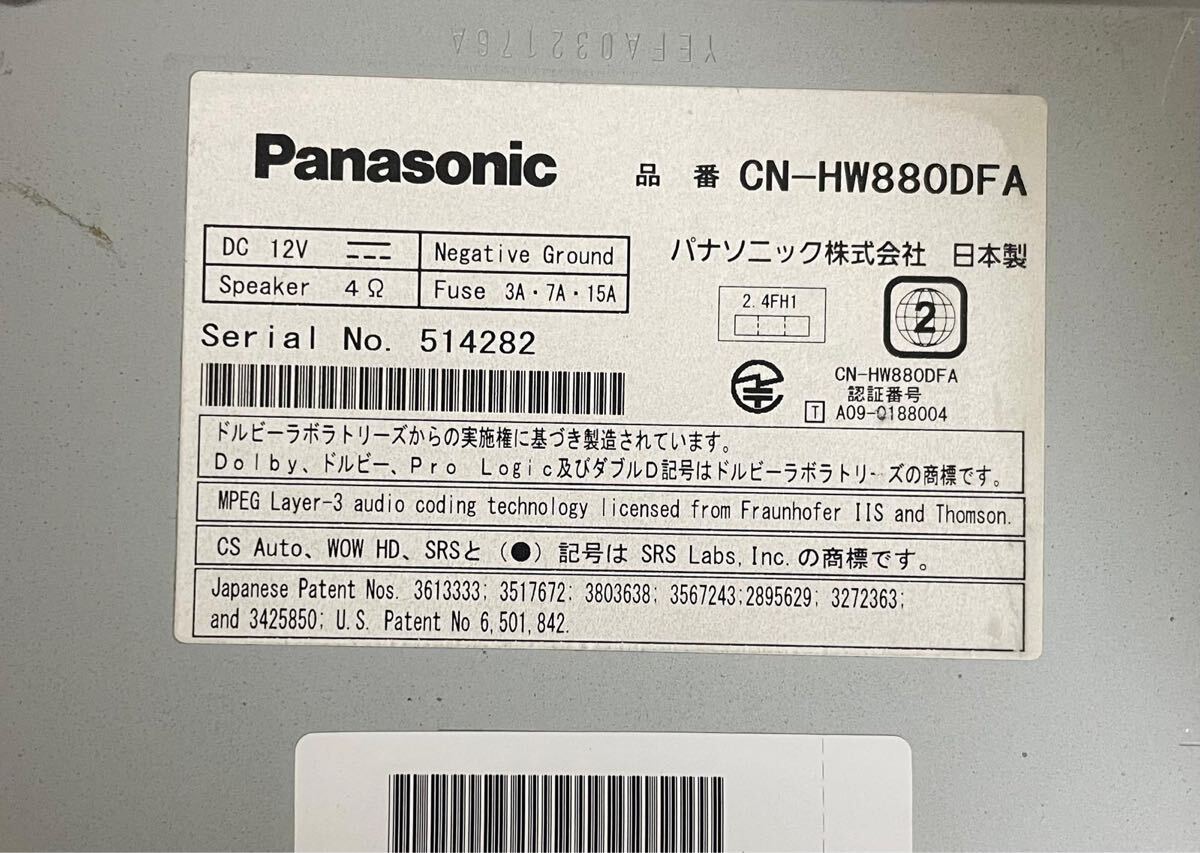 YEFA032176A
Panasonic
品 番 CN-HW880DFA
DC 12V
Negative Ground
Speaker 4Ω
Fuse 3A・7A・15A
パナソニック株式会社 日本製
2.4FH1
2
Serial No. 514282
CN-HW880DFA
認証番号
T A09-0188004
ドルビーラボラトリーズからの実施権に基づき製造されています。
Dolby、ドルビー、Pro Logic及びダブルD記号はドルビーラボラトリーズの商標です。
MPEG Layer-3 audio coding technology licensed from Fraunhofer IIS and Thomson.
CS Auto、WOW HD、SRSと (●) 記号は SRS Labs, Inc. の商標です。
Japanese Patent Nos. 3613333; 3517672; 3803638; 3567243;2895629; 3272363;
and 3425850; U.S. Patent No 6,501,842.